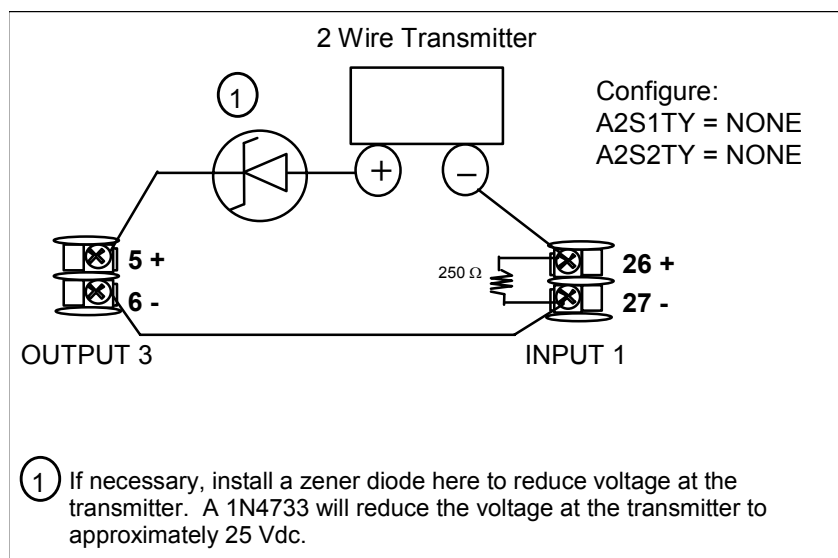 2 Wire Transmitter
1
Configure:
A2S1TY = NONE
A2S2TY = NONE
+ −
5 +
6 -
250 Ω
26 +
27 -
OUTPUT 3
INPUT 1
1 If necessary, install a zener diode here to reduce voltage at the
transmitter. A 1N4733 will reduce the voltage at the transmitter to
approximately 25 Vdc.